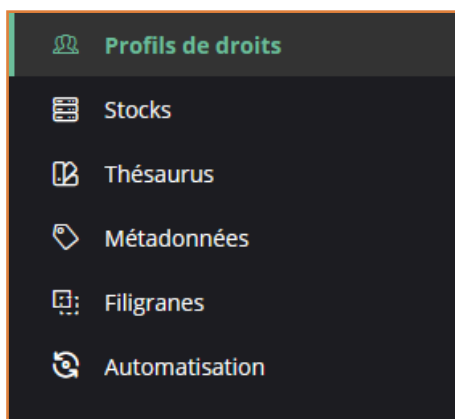 Profils de droits
Stocks
Thésaurus
Métadonnées
Filigranes
Automatisation